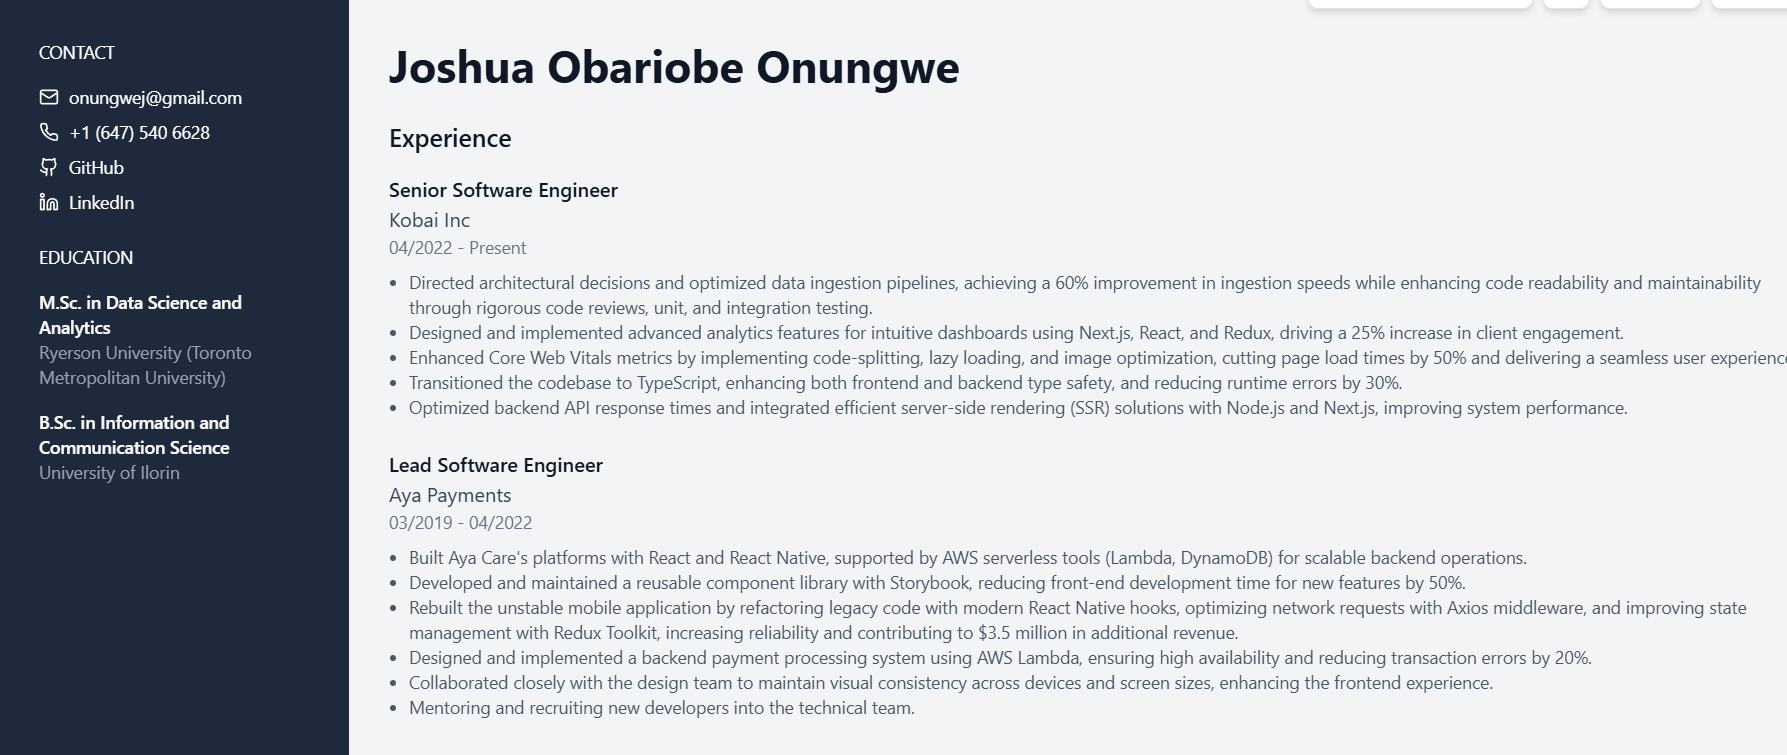 CONTACT
onungwej@gmail.com
+1 (647) 540 6628
GitHub
LinkedIn
EDUCATION
M.Sc. in Data Science and
Analytics
Ryerson University (Toronto
Metropolitan University)
B.Sc. in Information and
Communication Science
University of Ilorin
Joshua Obariobe Onungwe
Experience
Senior Software Engineer
Kobai Inc
04/2022 - Present
• Directed architectural decisions and optimized data ingestion pipelines, achieving a 60% improvement in ingestion speeds while enhancing code readability and maintainability
through rigorous code reviews, unit, and integration testing.
• Designed and implemented advanced analytics features for intuitive dashboards using Next.js, React, and Redux, driving a 25% increase in client engagement.
• Enhanced Core Web Vitals metrics by implementing code-splitting, lazy loading, and image optimization, cutting page load times by 50% and delivering a seamless user experience
• Transitioned the codebase to TypeScript, enhancing both frontend and backend type safety, and reducing runtime errors by 30%.
• Optimized backend API response times and integrated efficient server-side rendering (SSR) solutions with Node.js and Next.js, improving system performance.
Lead Software Engineer
Aya Payments
03/2019 - 04/2022
• Built Aya Care's platforms with React and React Native, supported by AWS serverless tools (Lambda, DynamoDB) for scalable backend operations.
• Developed and maintained a reusable component library with Storybook, reducing front-end development time for new features by 50%.
• Rebuilt the unstable mobile application by refactoring legacy code with modern React Native hooks, optimizing network requests with Axios middleware, and improving state
management with Redux Toolkit, increasing reliability and contributing to $3.5 million in additional revenue.
• Designed and implemented a backend payment processing system using AWS Lambda, ensuring high availability and reducing transaction errors by 20%.
• Collaborated closely with the design team to maintain visual consistency across devices and screen sizes, enhancing the frontend experience.
• Mentoring and recruiting new developers into the technical team.